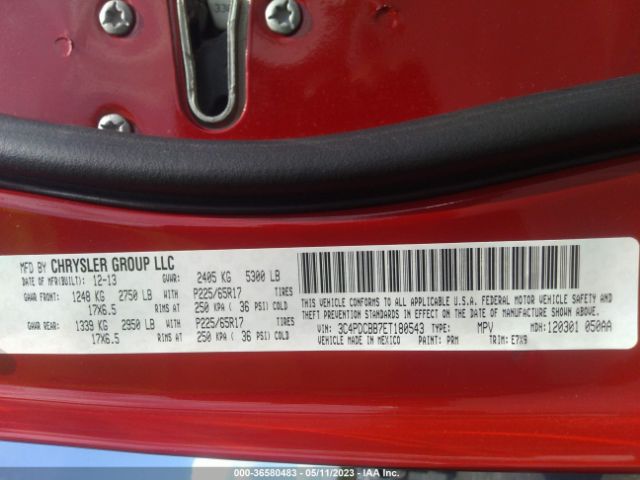 MFD BY CHRYSLER GROUP LLC
DATE OF MFR(BUILT): 12-13 GVWR: 2405 KG 5300 LB
GAWR FRONT: 1248 KG 2750 LB WITH P225/65R17 TIRES
17X6.5 RIMS AT 250 KPA ( 36 PSI) COLD
GAWR REAR: 1339 KG 2950 LB WITH P225/65R17 TIRES
17X6.5 RIMS AT 250 KPA ( 36 PSI) COLD
THIS VEHICLE CONFORMS TO ALL APPLICABLE U.S.A. FEDERAL MOTOR VEHICLE SAFETY, BUMPER, AND
THEFT PREVENTION STANDARDS IN EFFECT ON THE DATE OF MANUFACTURE SHOWN ABOVE.
VIN: 3C4PDCBB7ET180543 TYPE: MPV MDH: 120301 050AA
VEHICLE MADE IN MEXICO PAINT: PRM TRIM: E7X9
000-36580483 - 05/11/2023 - IAA Inc.